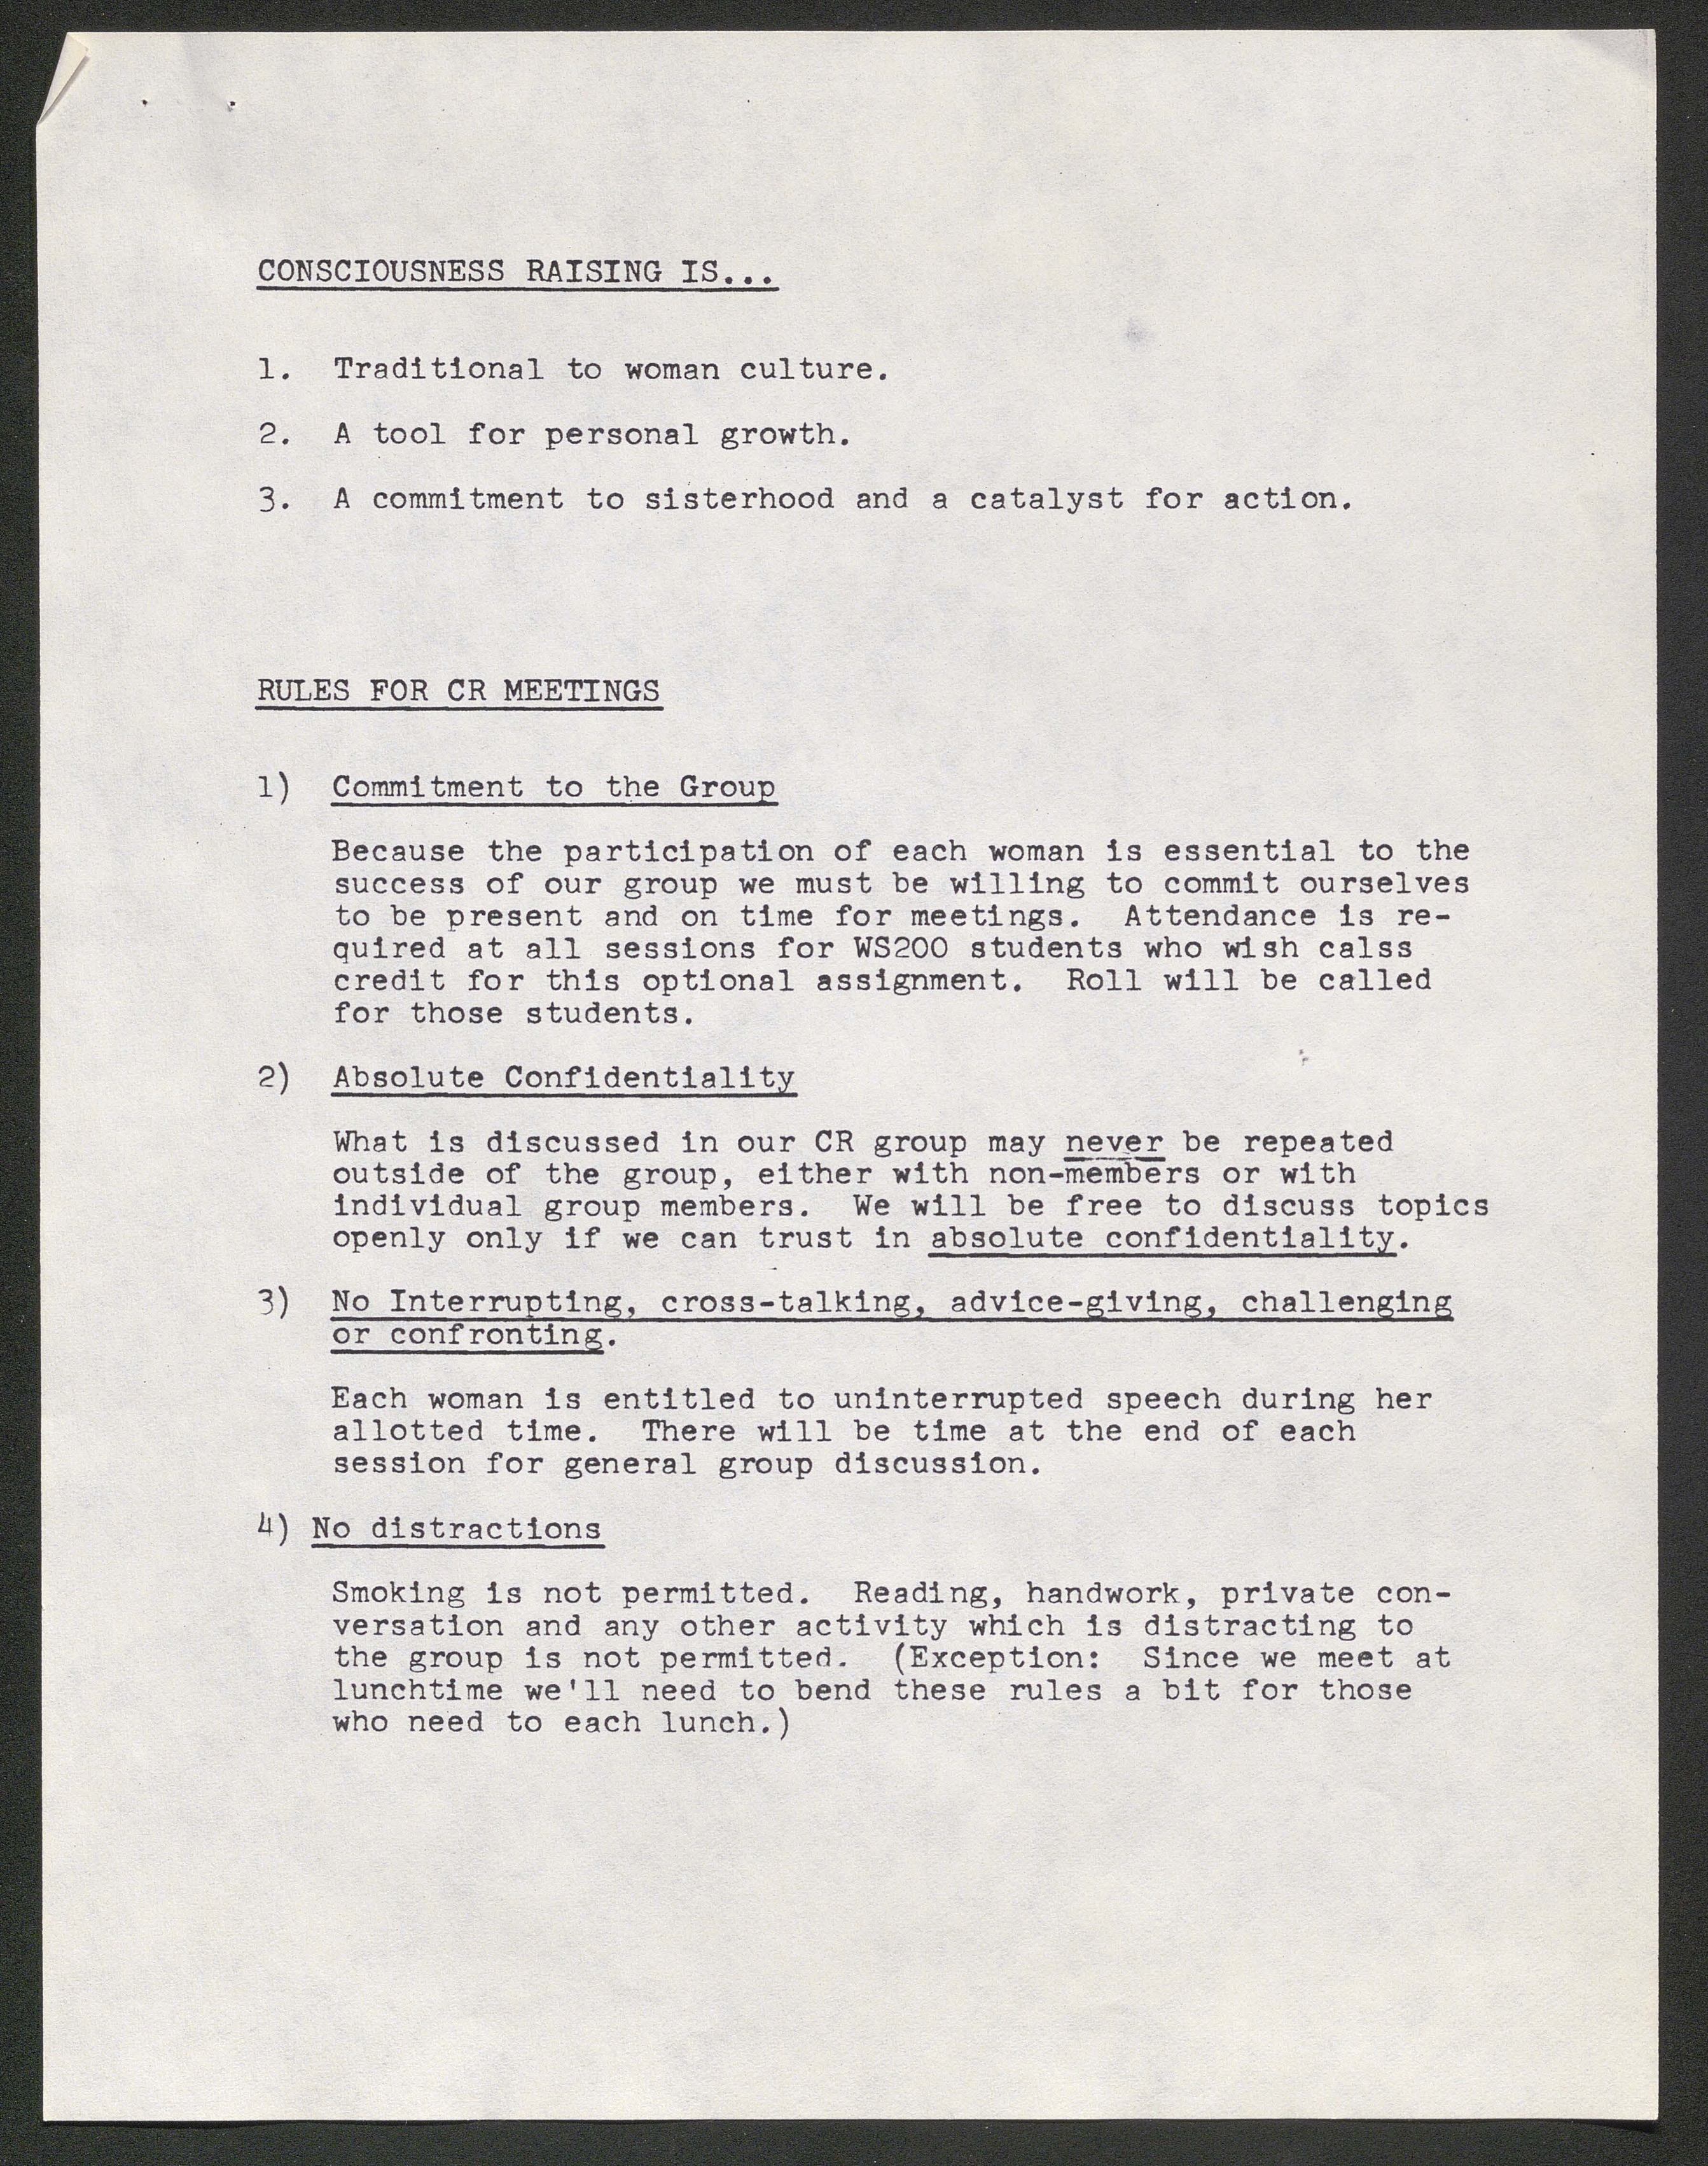 CONSCIOUSNESS RAISING IS...
1. Traditional to woman culture.
2. A tool for personal growth.
3. A commitment to sisterhood and a catalyst for action.
RULES FOR CR MEETINGS
1) Commitment to the Group
Because the participation of each woman is essential to the
success of our group we must be willing to commit ourselves
to be present and on time for meetings. Attendance is re-
quired at all sessions for WS200 students who wish calss
credit for this optional assignment. Roll will be called
for those students.
2) Absolute Confidentiality
What is discussed in our CR group may never be repeated
outside of the group, either with non-members or with
individual group members. We will be free to discuss topics
openly only if we can trust in absolute confidentiality.
3) No Interrupting, cross-talking, advice-giving, challenging
or confronting.
Each woman is entitled to uninterrupted speech during her
allotted time. There will be time at the end of each
session for general group discussion.
4) No distractions
Smoking is not permitted. Reading, handwork, private con-
versation and any other activity which is distracting to
the group is not permitted. (Exception: Since we meet at
lunchtime we'll need to bend these rules a bit for those
who need to each lunch.)